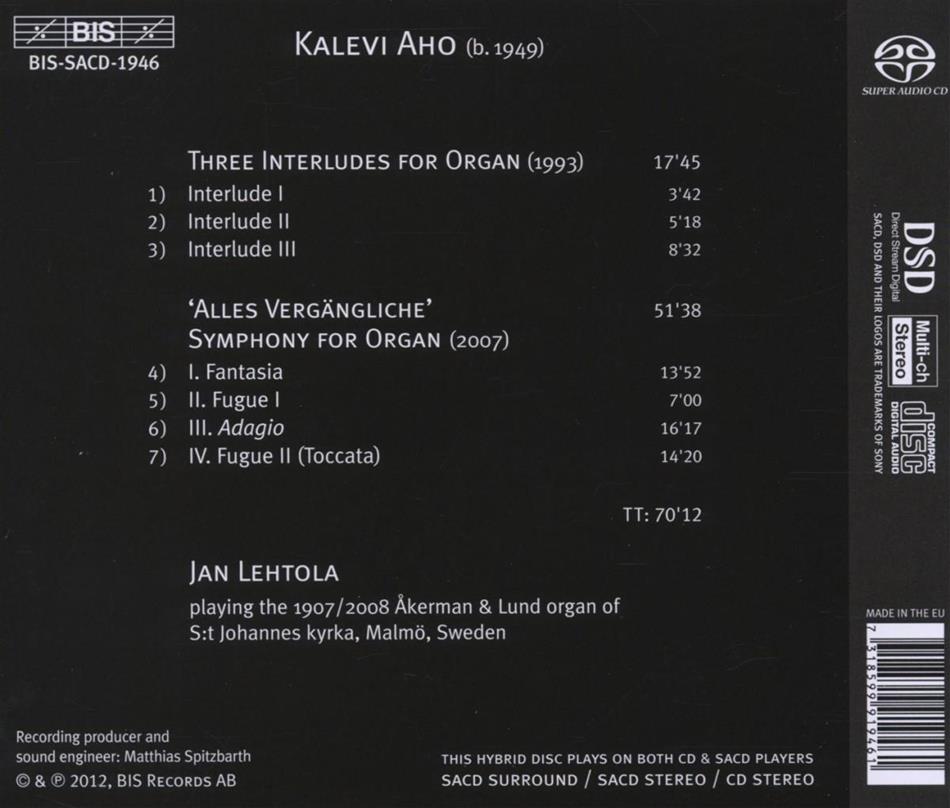 BIS
BIS-SACD-1946
KALEVI AHO (b. 1949)
SUPER AUDIO CD
THREE INTERLUDES FOR ORGAN (1993) 17'45
1) Interlude I 3'42
2) Interlude II 5'18
3) Interlude III 8'32
'ALLES VERGÄNGLICHE' 51'38
SYMPHONY FOR ORGAN (2007)
4) I. Fantasia 13'52
5) II. Fugue I 7'00
6) III. Adagio 16'17
7) IV. Fugue II (Toccata) 14'20
TT: 70'12
JAN LEHTOLA
playing the 1907/2008 Åkerman & Lund organ of
S:t Johannes kyrka, Malmö, Sweden
Recording producer and
sound engineer: Matthias Spitzbarth
© & ℗ 2012, BIS RECORDS AB
THIS HYBRID DISC PLAYS ON BOTH CD & SACD PLAYERS
SACD SURROUND / SACD STEREO / CD STEREO
DSD
Direct Stream Digital
Multi-ch
Stereo
COMPACT
disc
DIGITAL AUDIO
SACD, DSD AND THEIR LOGOS ARE TRADEMARKS OF SONY
MADE IN THE EU
7 318599 919461